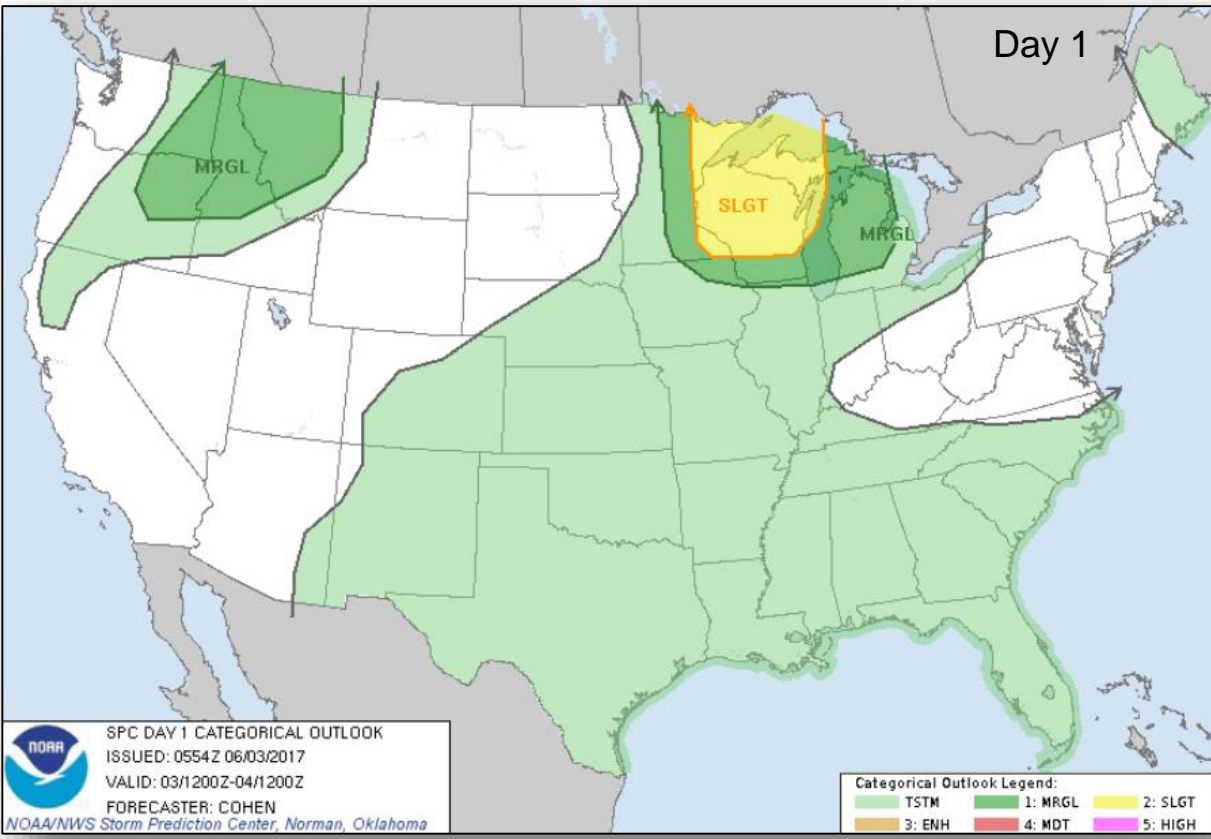 Day 1
MRGL
SLGT
MRGL
NOAA
SPC DAY 1 CATEGORICAL OUTLOOK
ISSUED: 0554Z 06/03/2017
VALID: 03/1200Z-04/1200Z
FORECASTER: COHEN
NOAA/NWS Storm Prediction Center, Norman, Oklahoma
Categorical Outlook Legend:
TSTM 1: MRGL 2: SLGT
3: ENH 4: MDT 5: HIGH